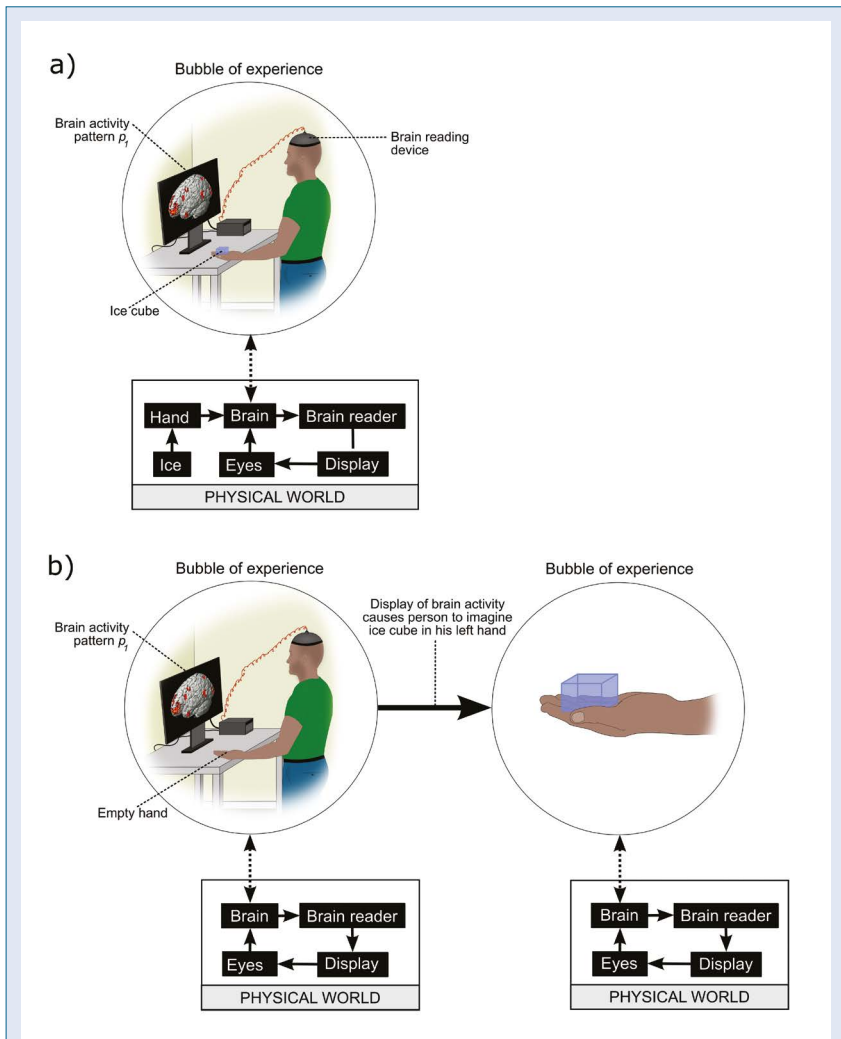 a)
Bubble of experience
Brain activity
pattern p1
Brain reading
device
Ice cube
Hand
Brain
Brain reader
Ice
Eyes
Display
PHYSICAL WORLD
b)
Bubble of experience
Bubble of experience
Brain activity
pattern p1
Display of brain activity
causes person to imagine
ice cube in his left hand
Empty hand
Brain
Brain reader
Eyes
Display
PHYSICAL WORLD
Brain
Brain reader
Eyes
Display
PHYSICAL WORLD